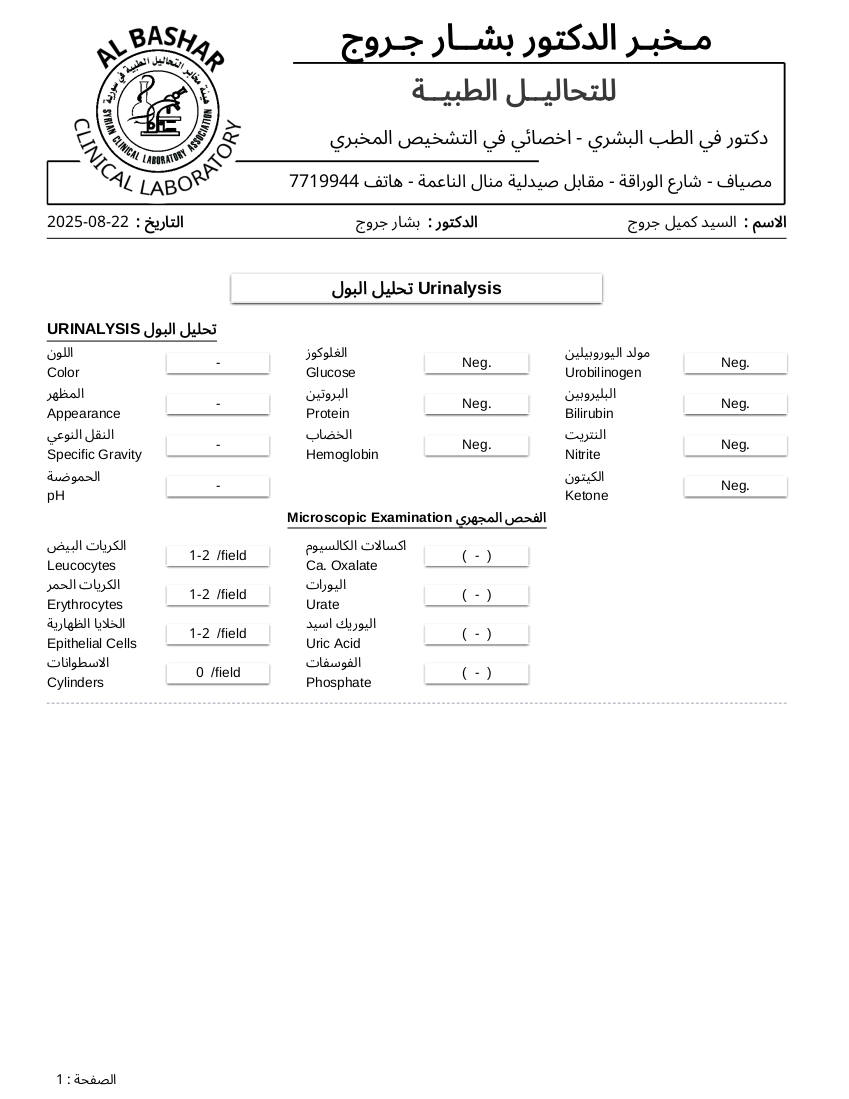 مـخبـر الدكتور بشــار جـروج
للتحاليــل الطبيــة
دكتور في الطب البشري - اخصائي في التشخيص المخبري
مصياف - شارع الوراقة - مقابل صيدلية منال الناعمة - هاتف 7719944
AL BASHAR
هيئة مخابر التحاليل الطبية في سورية
SYRIAN CLINICAL LABORATORY ASSOCIATION
CLINICAL LABORATORY
الاسم : السيد كميل جروج الدكتور : بشار جروج التاريخ : 2025-08-22
تحليل البول Urinalysis
URINALYSIS تحليل البول
اللون
Color -
الغلوكوز
Glucose Neg.
مولد اليوروبيلين
Urobilinogen Neg.
المظهر
Appearance -
البروتين
Protein Neg.
البليروبين
Bilirubin Neg.
الثقل النوعي
Specific Gravity -
الخضاب
Hemoglobin Neg.
النتريت
Nitrite Neg.
الحموضة
pH -
الكيتون
Ketone Neg.
Microscopic Examination الفحص المجهري
الكريات البيض
Leucocytes 1-2 /field
اكسالات الكالسيوم
Ca. Oxalate ( - )
الكريات الحمر
Erythrocytes 1-2 /field
اليورات
Urate ( - )
الخلايا الظهارية
Epithelial Cells 1-2 /field
اليوريك اسيد
Uric Acid ( - )
الاسطوانات
Cylinders 0 /field
الفوسفات
Phosphate ( - )
الصفحة : 1